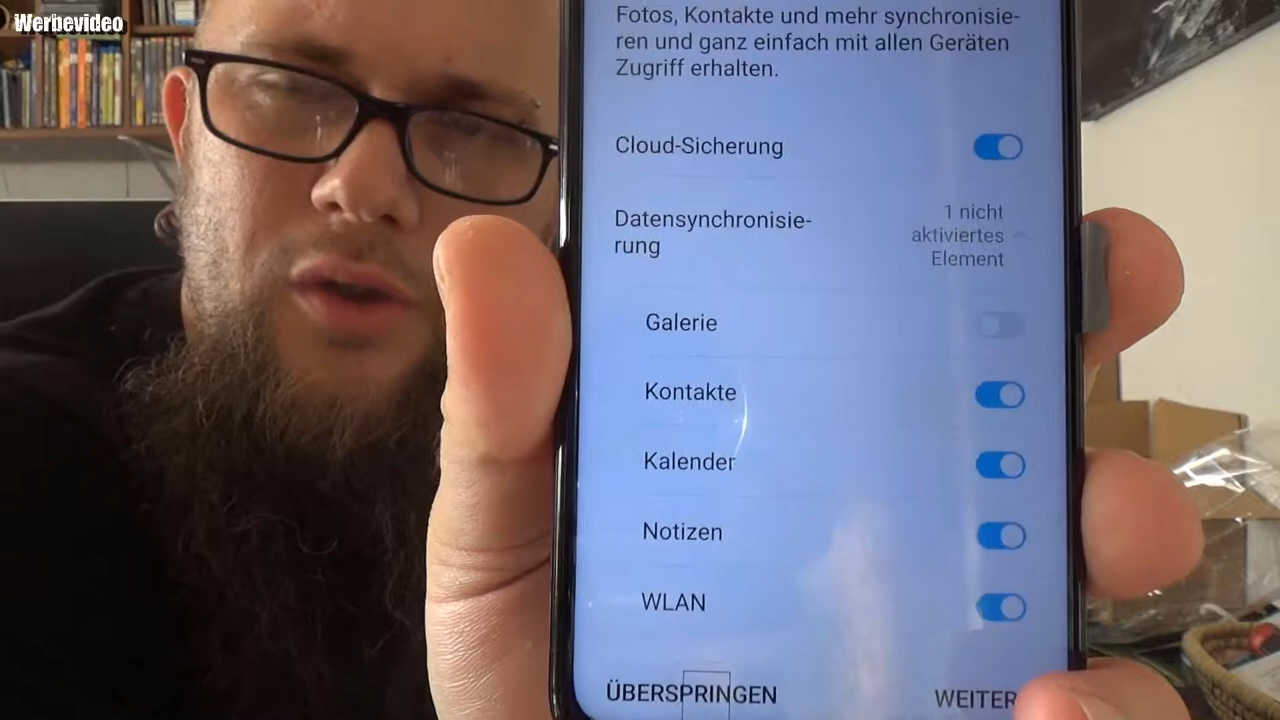 Werbevideo
Fotos, Kontakte und mehr synchronisie-
ren und ganz einfach mit allen Geräten
Zugriff erhalten.
Cloud-Sicherung
Datensynchronisie-
rung
1 nicht
aktiviertes
Element
Galerie
Kontakte
Kalender
Notizen
WLAN
ÜBERSPRINGEN
WEITER